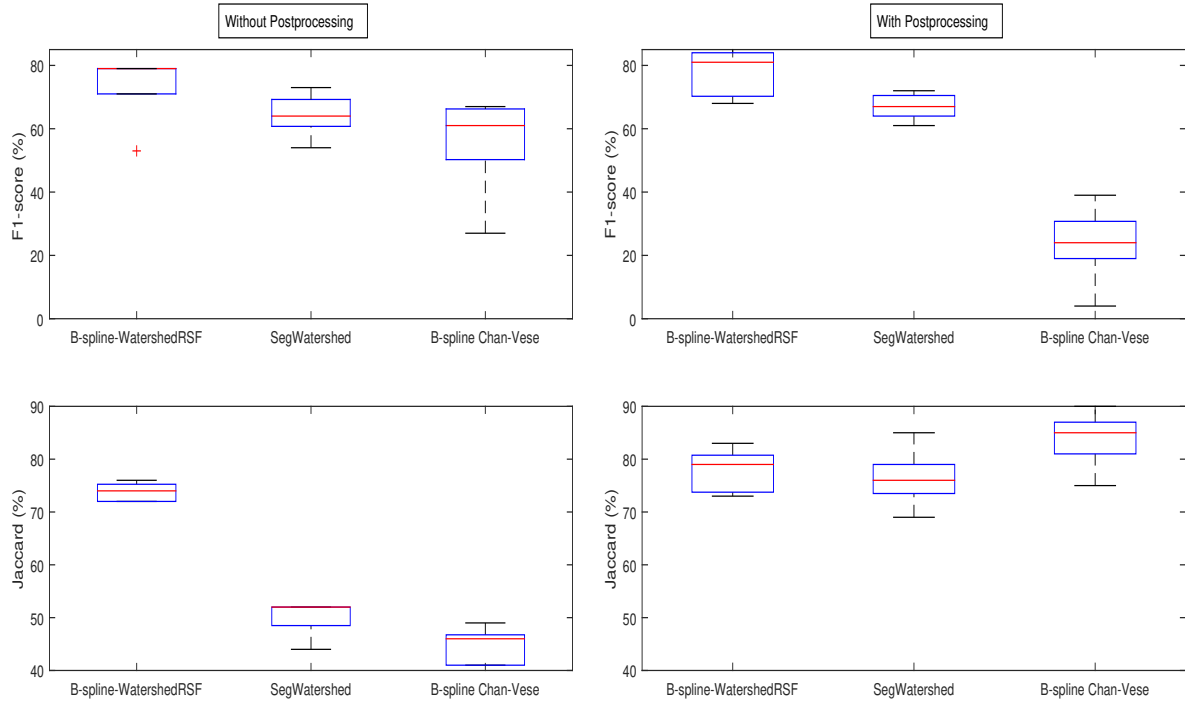 Without Postprocessing
With Postprocessing
F1-score (%)
80
60
40
20
0
B-spline-WatershedRSF
SegWatershed
B-spline Chan-Vese
F1-score (%)
80
60
40
20
0
B-spline-WatershedRSF
SegWatershed
B-spline Chan-Vese
Jaccard (%)
90
80
70
60
50
40
B-spline-WatershedRSF
SegWatershed
B-spline Chan-Vese
Jaccard (%)
90
80
70
60
50
40
B-spline-WatershedRSF
SegWatershed
B-spline Chan-Vese